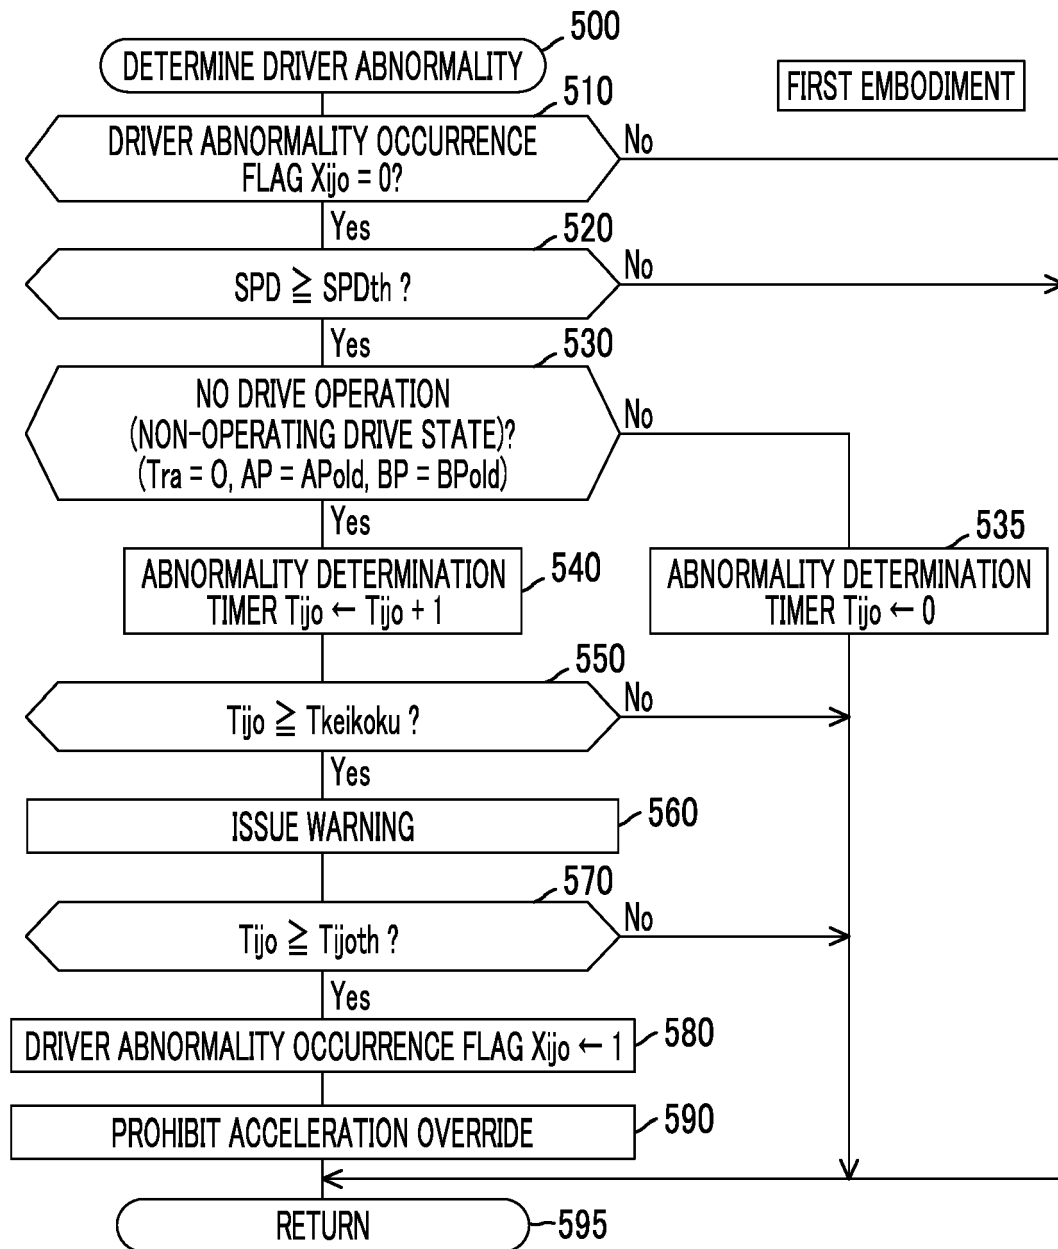 500
DETERMINE DRIVER ABNORMALITY
FIRST EMBODIMENT
510
DRIVER ABNORMALITY OCCURRENCE
FLAG Xijo = 0?
No
Yes
520
SPD ≧ SPDth ?
No
Yes
530
NO DRIVE OPERATION
(NON-OPERATING DRIVE STATE)?
(Tra = 0, AP = APold, BP = BPold)
No
Yes
535
ABNORMALITY DETERMINATION
TIMER Tijo ← Tijo + 1
540
ABNORMALITY DETERMINATION
TIMER Tijo ← 0
550
Tijo ≧ Tkeikoku ?
No
Yes
ISSUE WARNING
560
570
Tijo ≧ Tijoth ?
No
Yes
DRIVER ABNORMALITY OCCURRENCE FLAG Xijo ← 1
580
PROHIBIT ACCELERATION OVERRIDE
590
RETURN
595